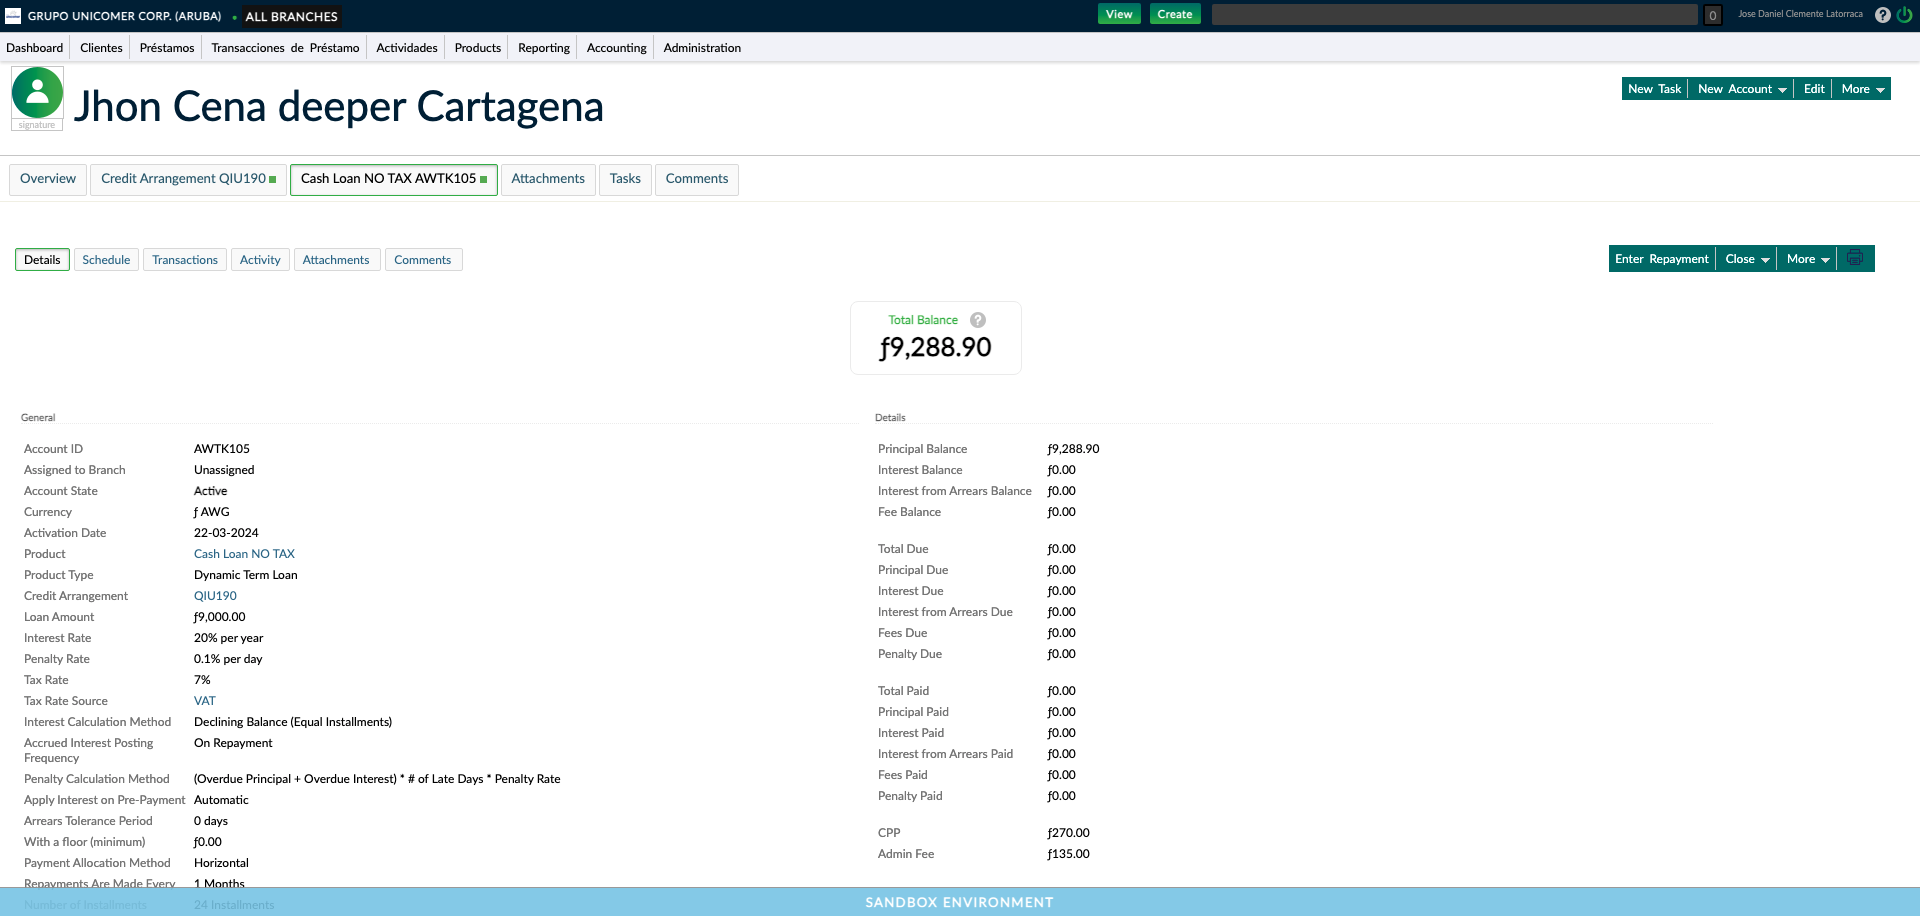 GRUPO UNICOMER CORP. (ARUBA) • ALL BRANCHES View Create 0 Jose Daniel Clemente Latorraca ?
Dashboard Clientes Préstamos Transacciones de Préstamo Actividades Products Reporting Accounting Administration
signature
Jhon Cena deeper Cartagena
New Task New Account Edit More
Overview Credit Arrangement QIU190 Cash Loan NO TAX AWTK105 Attachments Tasks Comments
Details Schedule Transactions Activity Attachments Comments
Enter Repayment Close More
Total Balance ?
ƒ9,288.90
General
Account ID AWTK105
Assigned to Branch Unassigned
Account State Active
Currency ƒ AWG
Activation Date 22-03-2024
Product Cash Loan NO TAX
Product Type Dynamic Term Loan
Credit Arrangement QIU190
Loan Amount ƒ9,000.00
Interest Rate 20% per year
Penalty Rate 0.1% per day
Tax Rate 7%
Tax Rate Source VAT
Interest Calculation Method Declining Balance (Equal Installments)
Accrued Interest Posting Frequency On Repayment
Penalty Calculation Method (Overdue Principal + Overdue Interest) * # of Late Days * Penalty Rate
Apply Interest on Pre-Payment Automatic
Arrears Tolerance Period 0 days
With a floor (minimum) ƒ0.00
Payment Allocation Method Horizontal
Repayments Are Made Every 1 Months
Number of Installments 24 Installments
Details
Principal Balance ƒ9,288.90
Interest Balance ƒ0.00
Interest from Arrears Balance ƒ0.00
Fee Balance ƒ0.00
Total Due ƒ0.00
Principal Due ƒ0.00
Interest Due ƒ0.00
Interest from Arrears Due ƒ0.00
Fees Due ƒ0.00
Penalty Due ƒ0.00
Total Paid ƒ0.00
Principal Paid ƒ0.00
Interest Paid ƒ0.00
Interest from Arrears Paid ƒ0.00
Fees Paid ƒ0.00
Penalty Paid ƒ0.00
CPP ƒ270.00
Admin Fee ƒ135.00
SANDBOX ENVIRONMENT